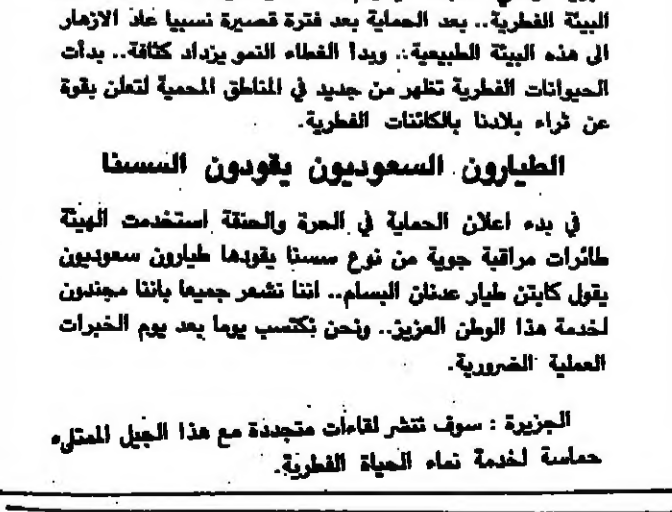 البيئة الفطرية.. بعد الحماية بعد فترة قصيرة نسبيا عاد الازهار
الى هذه البيئة الطبيعية.. وبدا الغطاء النمو يزداد كثافة.. بدأت
الحيوانات الفطرية تظهر من جديد في المناطق المحمية لتعلن بقوة
عن ثراء بلادنا بالكائنات الفطرية.
الطيارون السعوديون يقودون السسنا
في بدء اعلان الحماية في الحرة والحنقة استخدمت الهيئة
طائرات مراقبة جوية من نوع سسنا يقودها طيارون سعوديون
يقول كابتن طيار عدنان البسام.. اننا نشعر جميعا باننا مجندون
لخدمة هذا الوطن العزيز.. ونحن نكتسب يوما بعد يوم الخبرات
العملية الضرورية.
الجزيرة : سوف ننشر لقاءات متجددة مع هذا الجيل الممتلىء
حماسة لخدمة نماء الحياة الفطرية.